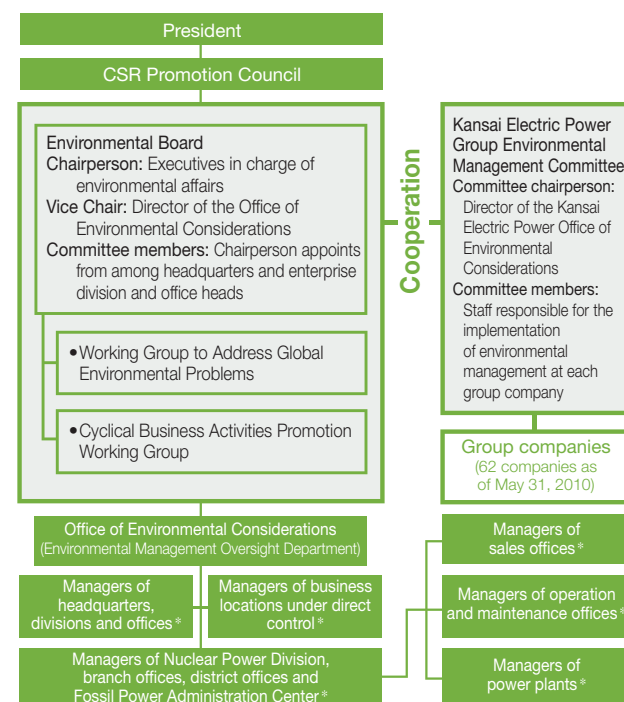 President
CSR Promotion Council
Environmental Board
Chairperson: Executives in charge of
environmental affairs
Vice Chair: Director of the Office of
Environmental Considerations
Committee members: Chairperson appoints
from among headquarters and enterprise
division and office heads
•Working Group to Address Global
Environmental Problems
•Cyclical Business Activities Promotion
Working Group
Cooperation
Kansai Electric Power
Group Environmental
Management Committee
Committee chairperson:
Director of the Kansai
Electric Power Office of
Environmental
Considerations
Committee members:
Staff responsible for the
implementation
of environmental
management at each
group company
Group companies
(62 companies as
of May 31, 2010)
Office of Environmental Considerations
(Environmental Management Oversight Department)
Managers of
headquarters,
divisions and offices*
Managers of business
locations under direct
control*
Managers of Nuclear Power Division,
branch offices, district offices and
Fossil Power Administration Center*
Managers of
sales offices*
Managers of operation
and maintenance offices*
Managers of
power plants*